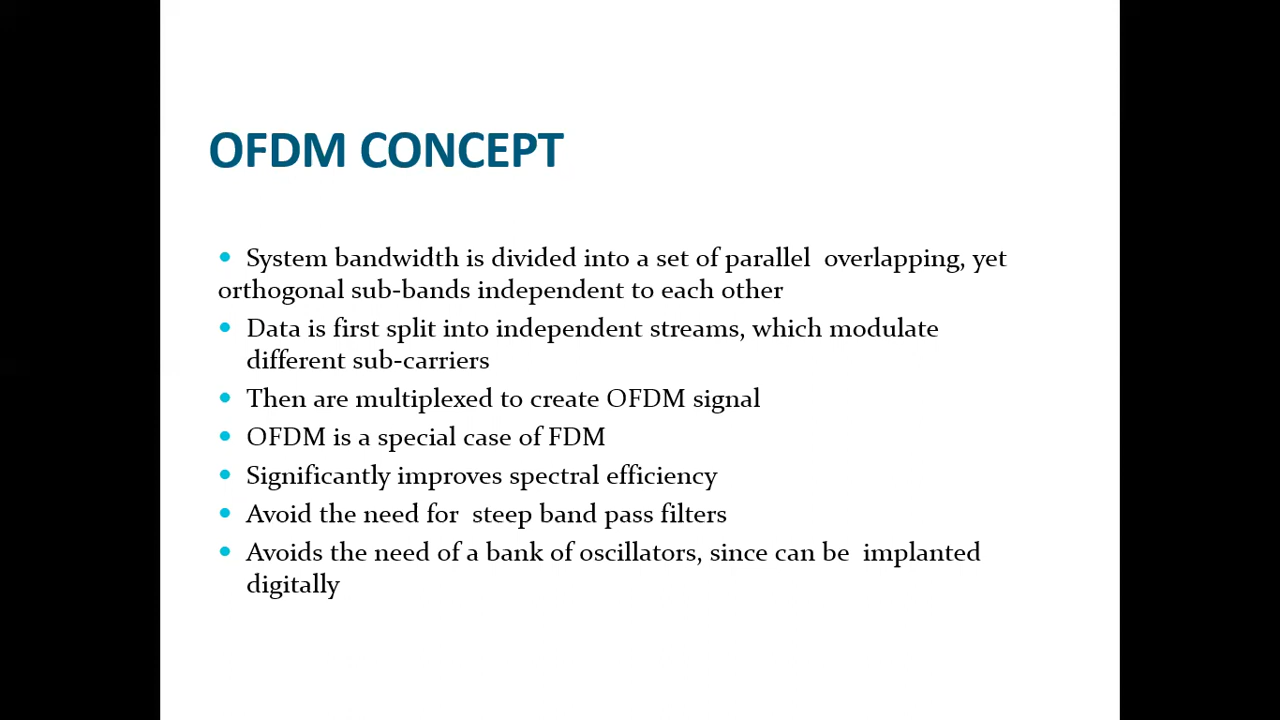 OFDM CONCEPT
• System bandwidth is divided into a set of parallel  overlapping, yet
orthogonal sub-bands independent to each other
• Data is first split into independent streams, which modulate
different sub-carriers
• Then are multiplexed to create OFDM signal
• OFDM is a special case of FDM
• Significantly improves spectral efficiency
• Avoid the need for  steep band pass filters
• Avoids the need of a bank of oscillators, since can be  implanted
digitally